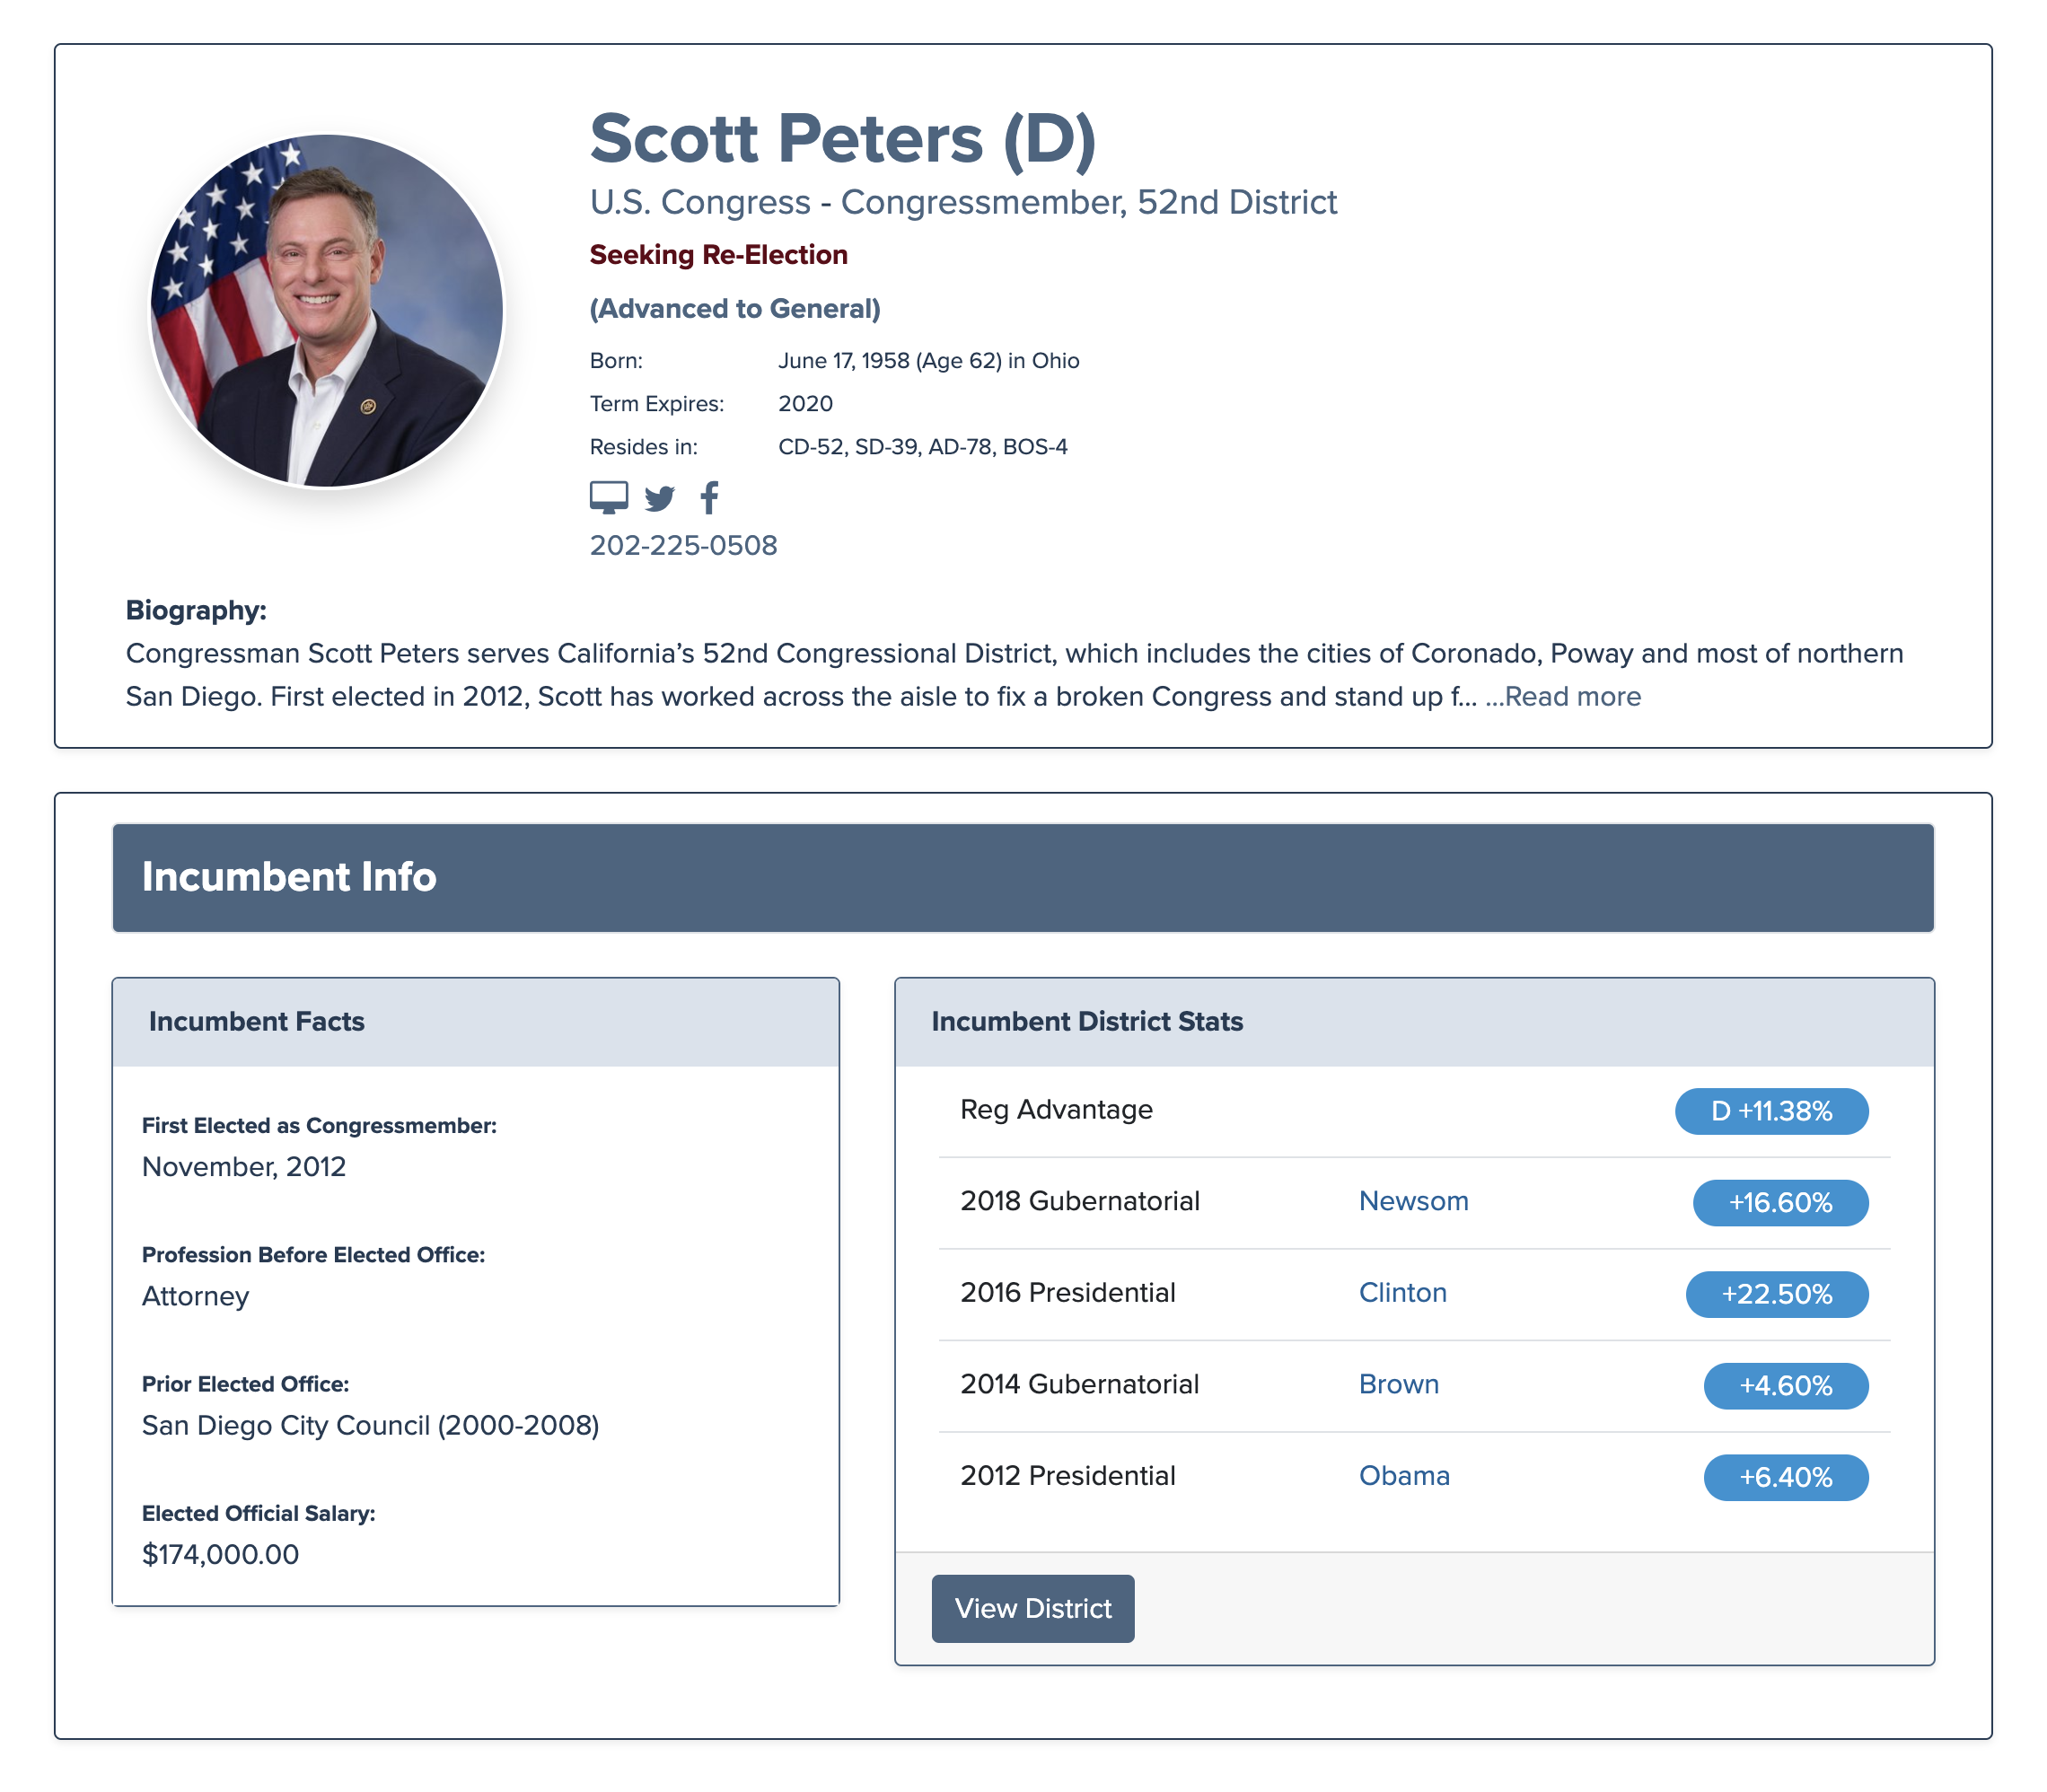 Scott Peters (D)
U.S. Congress - Congressmember, 52nd District
Seeking Re-Election
(Advanced to General)
Born: June 17, 1958 (Age 62) in Ohio
Term Expires: 2020
Resides in: CD-52, SD-39, AD-78, BOS-4
202-225-0508
Biography:
Congressman Scott Peters serves California’s 52nd Congressional District, which includes the cities of Coronado, Poway and most of northern
San Diego. First elected in 2012, Scott has worked across the aisle to fix a broken Congress and stand up f... ...Read more
Incumbent Info
Incumbent Facts
First Elected as Congressmember:
November, 2012
Profession Before Elected Office:
Attorney
Prior Elected Office:
San Diego City Council (2000-2008)
Elected Official Salary:
$174,000.00
Incumbent District Stats
Reg Advantage D +11.38%
2018 Gubernatorial Newsom +16.60%
2016 Presidential Clinton +22.50%
2014 Gubernatorial Brown +4.60%
2012 Presidential Obama +6.40%
View District